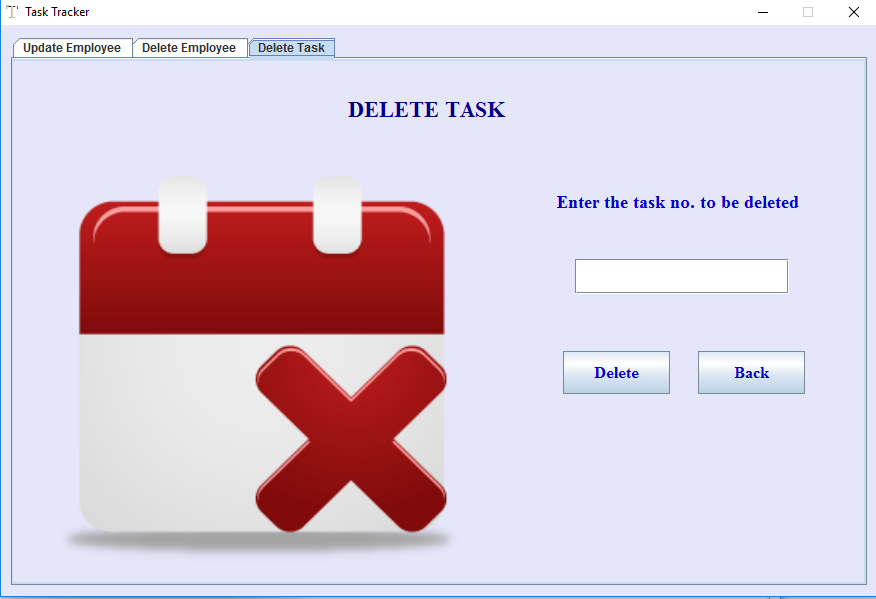 Task Tracker
Update Employee Delete Employee Delete Task
DELETE TASK
Enter the task no. to be deleted
Delete Back